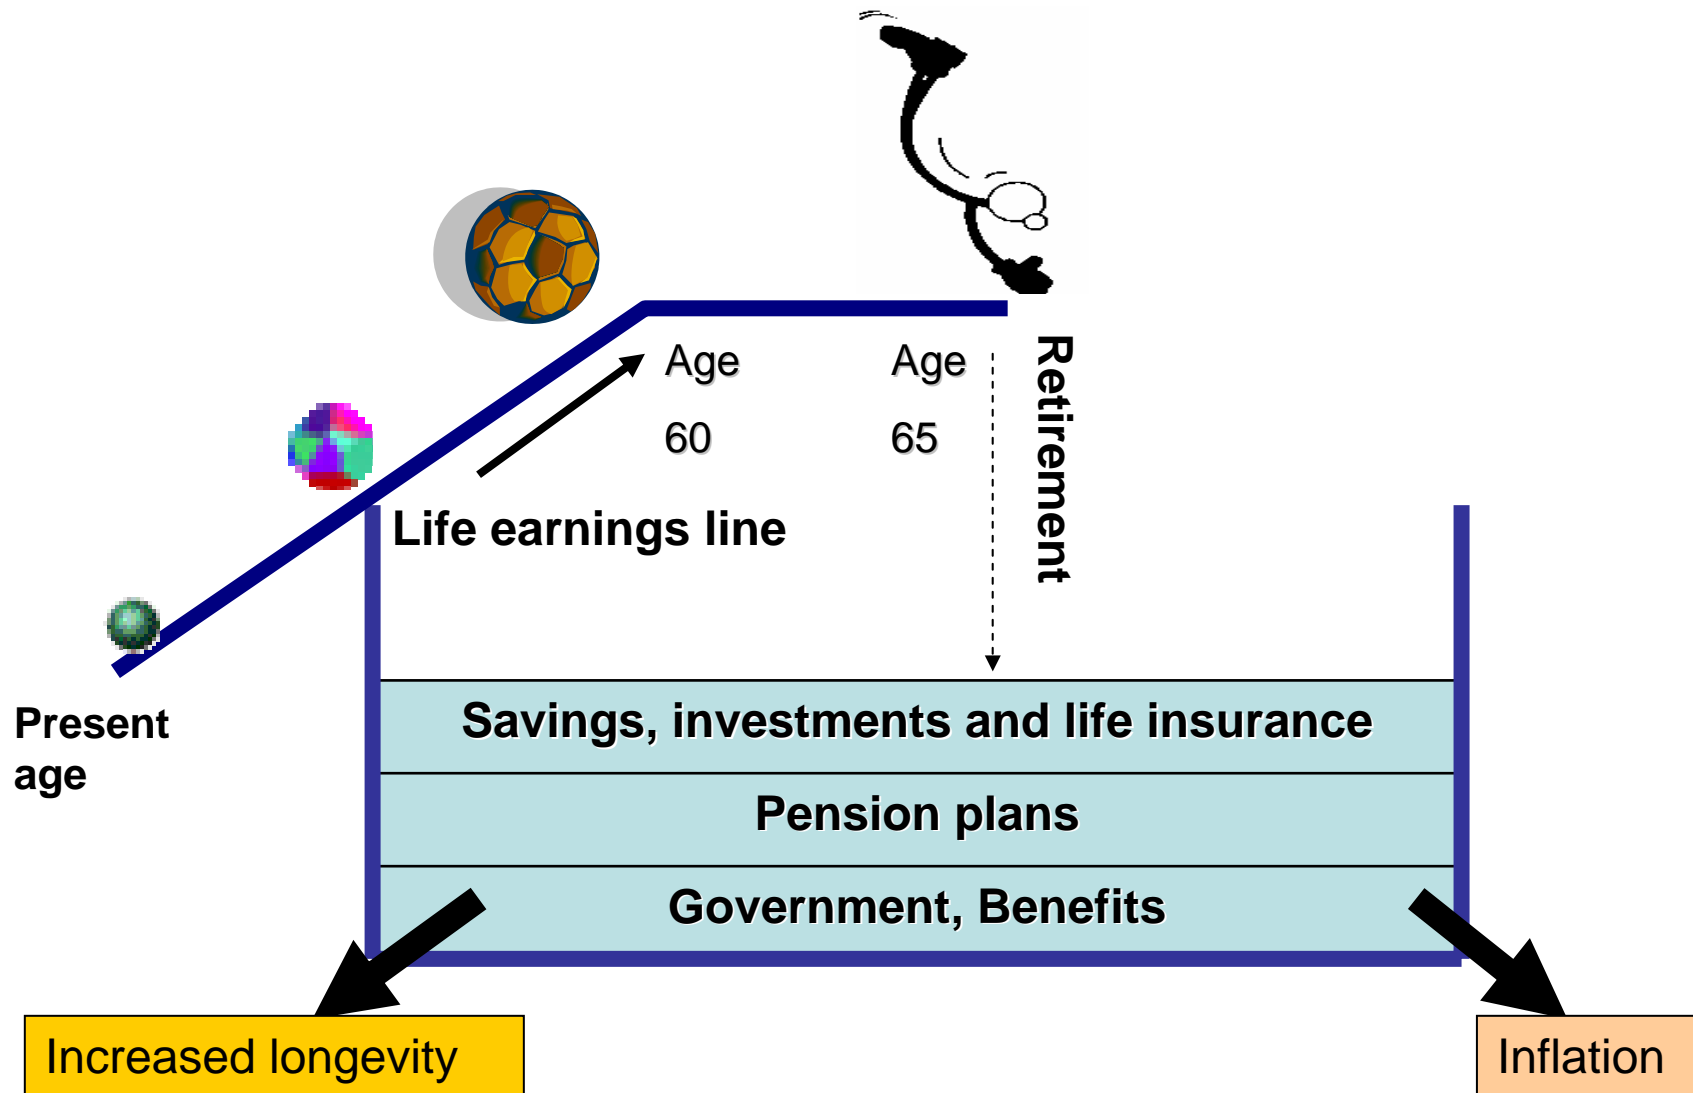 Age
60
Age
65
Retirement
Life earnings line
Present
age
Savings, investments and life insurance
Pension plans
Government, Benefits
Increased longevity
Inflation